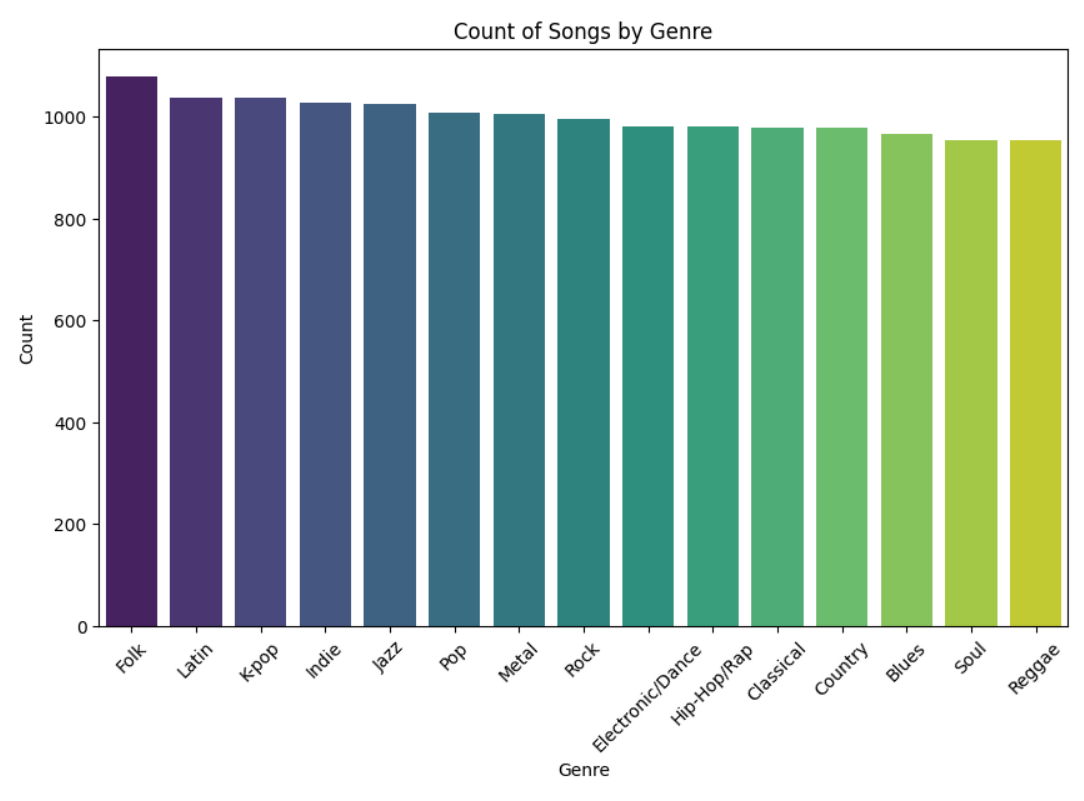 Count of Songs by Genre
Count
1000
800
600
400
200
0
Folk
Latin
K-pop
Indie
Jazz
Pop
Metal
Rock
Electronic/Dance
Hip-Hop/Rap
Classical
Country
Blues
Soul
Reggae
Genre